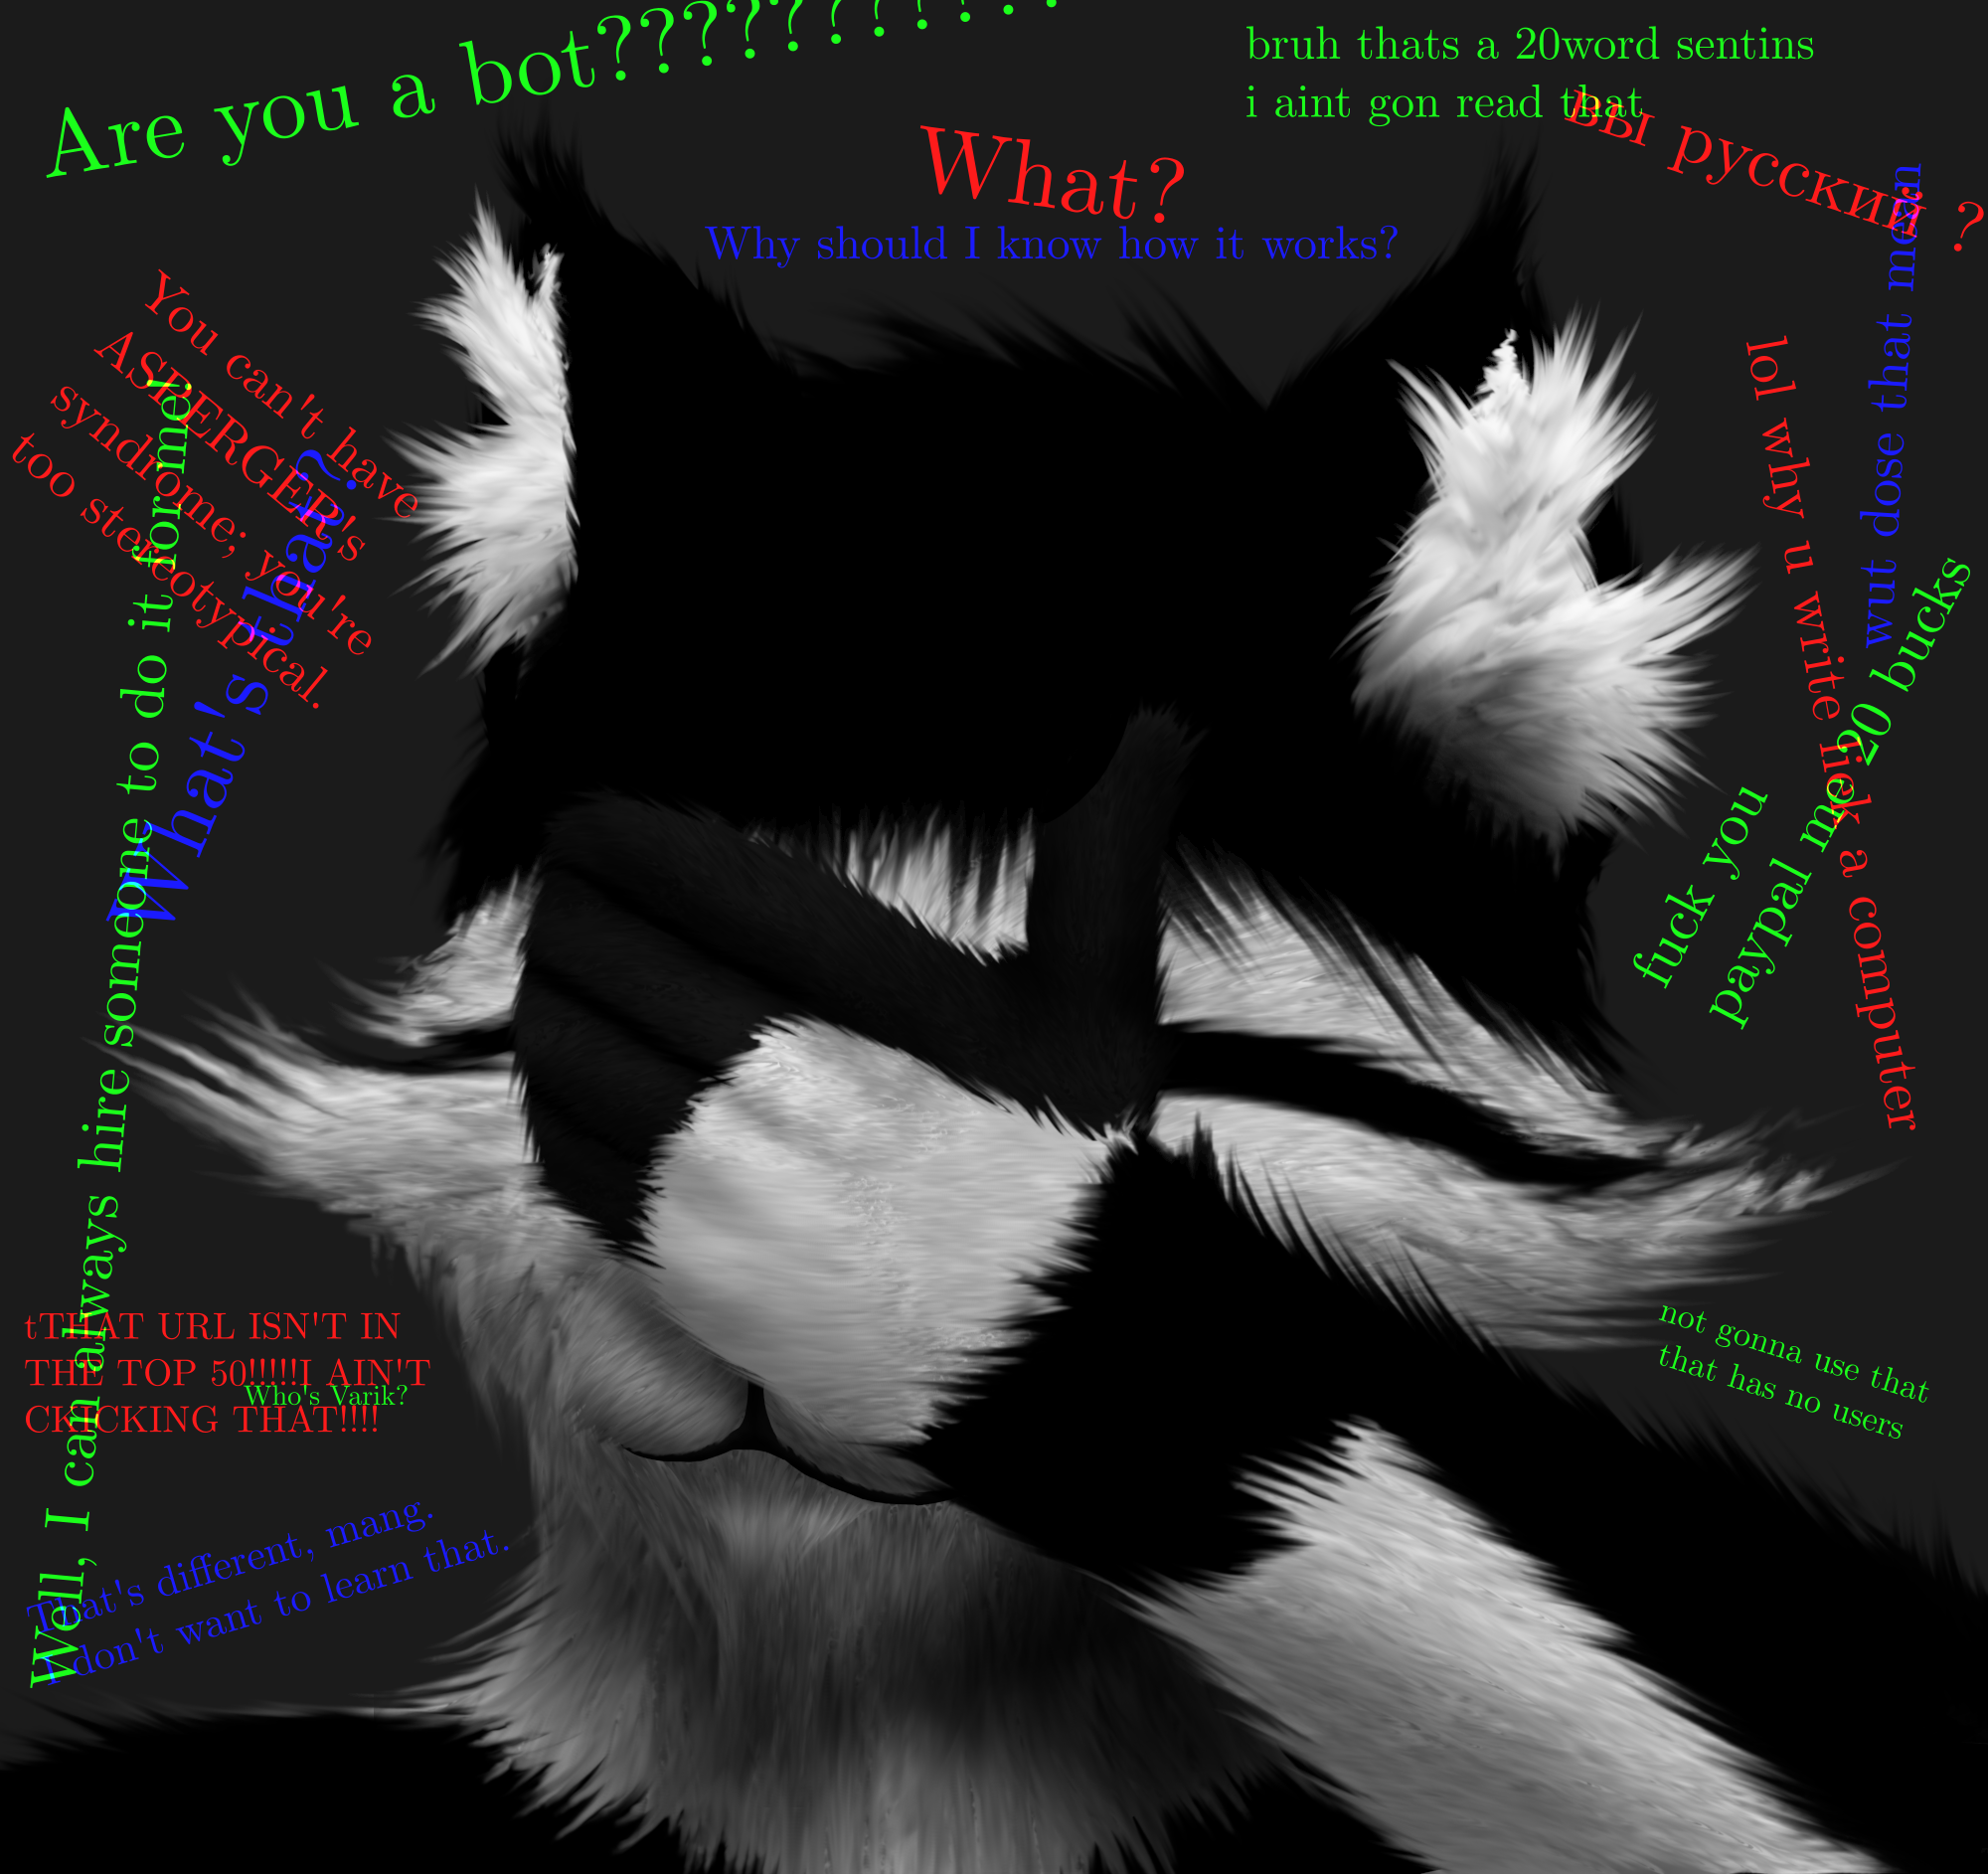 Are you a bot???????????
bruh thats a 20word sentins
i aint gon read that
What?
вы русский ?
Why should I know how it works?
You can't have
ASPERGER's
syndrome; you're
too stereotypical.
What's that?
Well, I can always hire someone to do it for me!
wut dose that mean
lol why u write liek a computer
fuck you
paypal me 20 bucks
tTHAT URL ISN'T IN
THE TOP 50!!!!!I AIN'T
CKICKING THAT!!!!
Who's Varik?
not gonna use that
that has no users
That's different, mang.
I don't want to learn that.